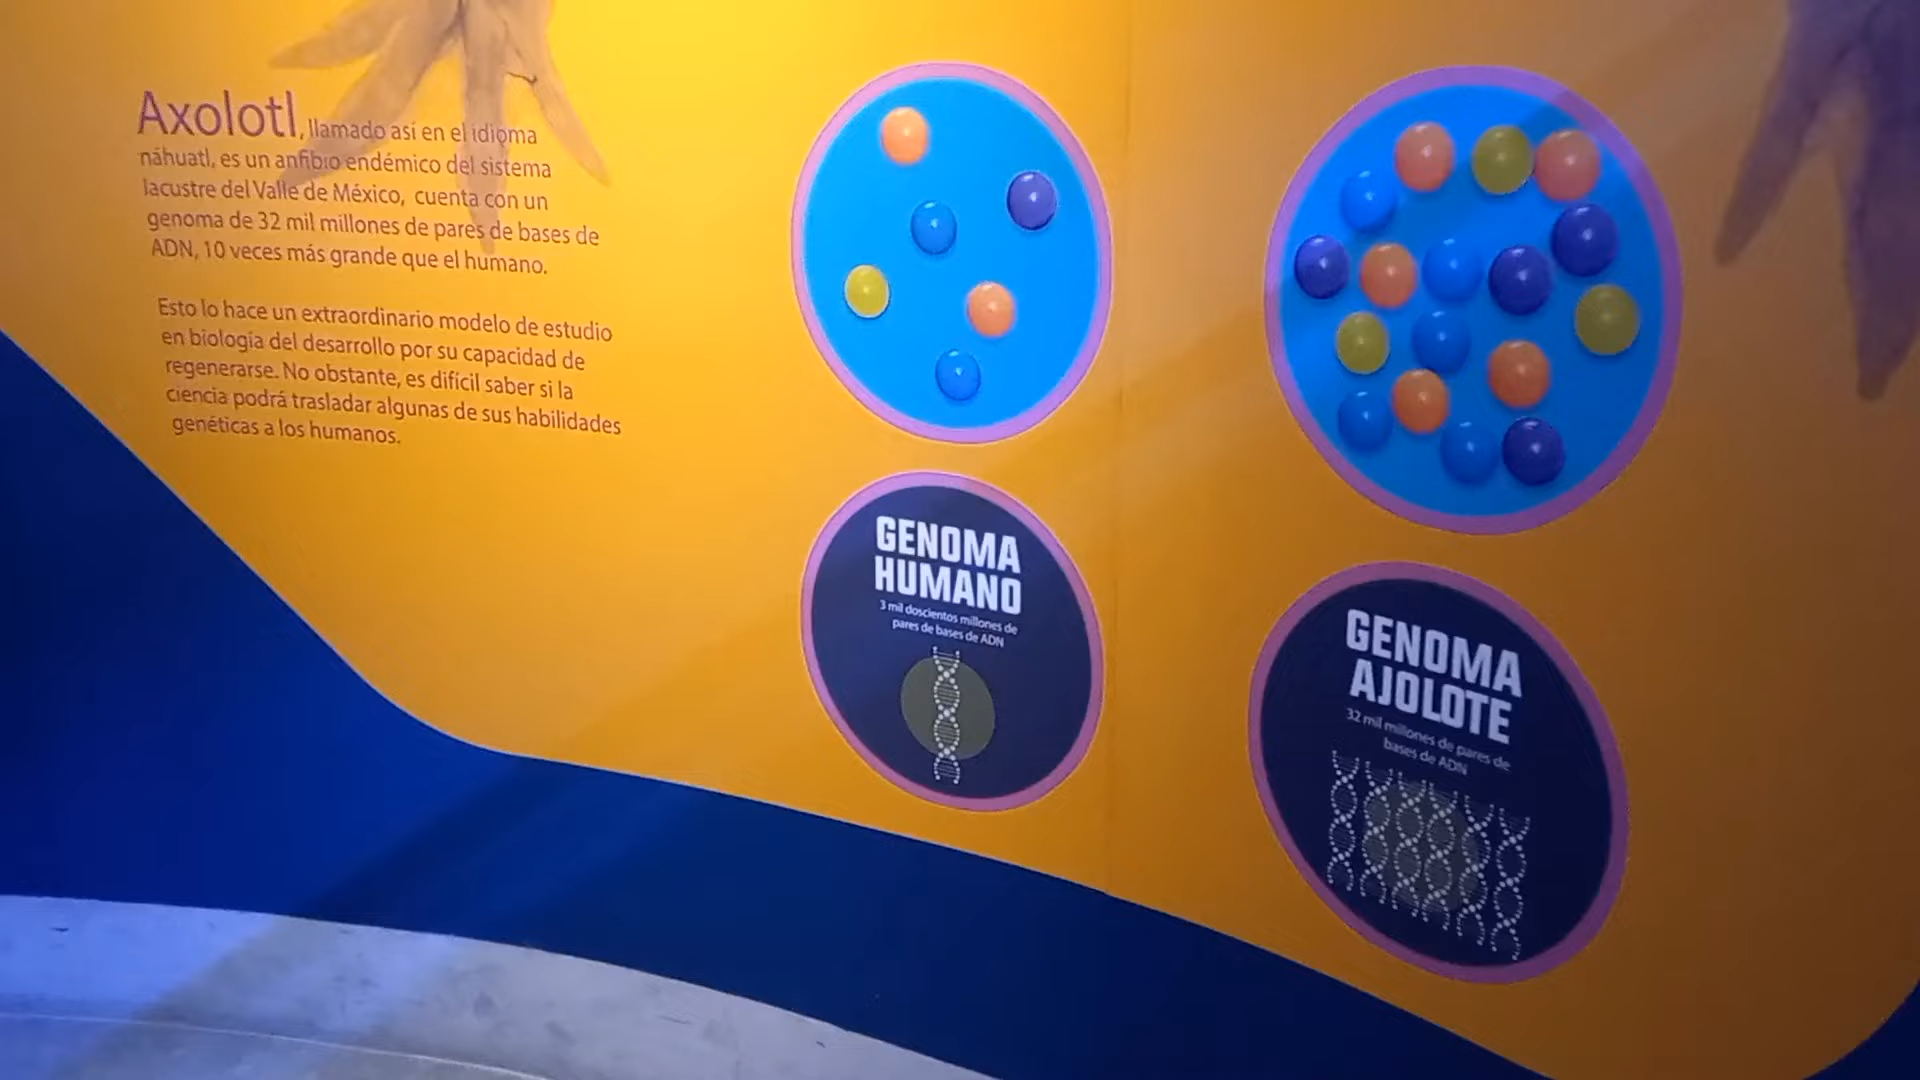 Axolotl, llamado así en el idioma
náhuatl, es un anfibio endémico del sistema
lacustre del Valle de México, cuenta con un
genoma de 32 mil millones de pares de bases de
ADN, 10 veces más grande que el humano.
Esto lo hace un extraordinario modelo de estudio
en biología del desarrollo por su capacidad de
regenerarse. No obstante, es difícil saber si la
ciencia podrá trasladar algunas de sus habilidades
genéticas a los humanos.
GENOMA
HUMANO
3 mil doscientos millones de
pares de bases de ADN
GENOMA
AJOLOTE
32 mil millones de pares de
bases de ADN